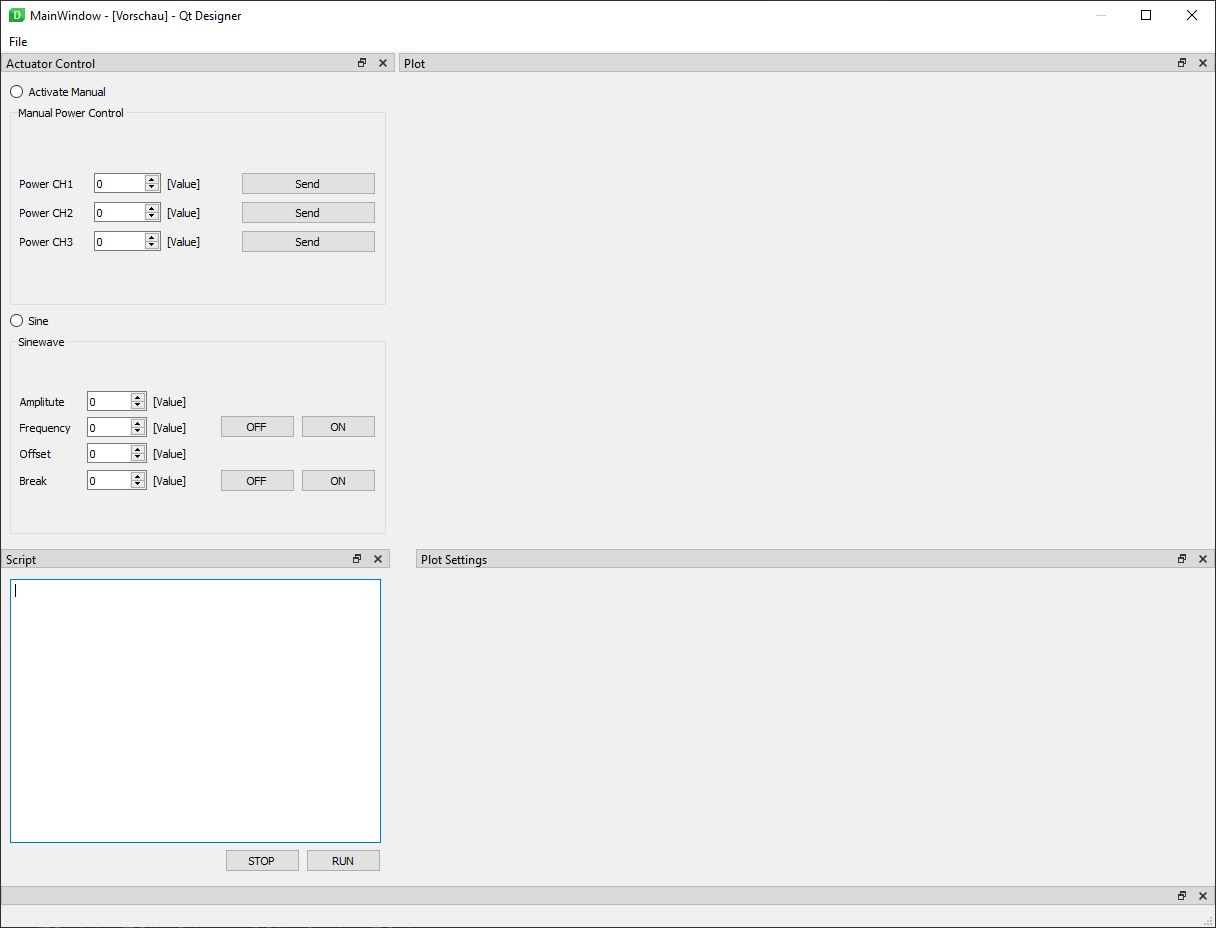 MainWindow - [Vorschau] - Qt Designer
File
Actuator Control
Plot
Activate Manual
Manual Power Control
Power CH1 0 [Value] Send
Power CH2 0 [Value] Send
Power CH3 0 [Value] Send
Sine
Sinewave
Amplitute 0 [Value]
Frequency 0 [Value] OFF ON
Offset 0 [Value]
Break 0 [Value] OFF ON
Script
Plot Settings
STOP RUN